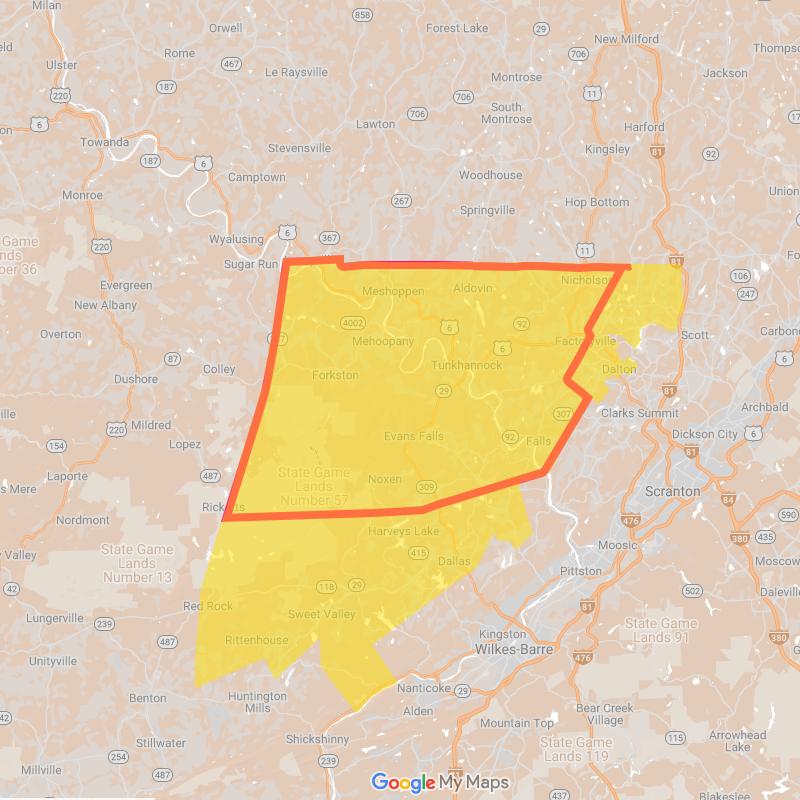 Milan
Orwell
858
Forest Lake
29
New Milford
Rome
706
Thomps
Ulster
467
Le Raysville
Montrose
Jackson
187
220
706
11
706
South
Montrose
6
Lawton
Harford
Towanda
Stevensville
Kingsley
81
92
187
6
Camptown
Woodhouse
Union
Monroe
267
Hop Bottom
Springville
Game
Lands
ber 36
220
Wyalusing
6
367
11
Sugar Run
81
Fo
106
Nicholson
247
Evergreen
Meshoppen
Aldovin
New Albany
4002
6
92
Overton
Mehoopany
6
Factoryville
Scott
Carbond
87
Colley
Tunkhannock
Dalton
6
Forkston
Dushore
29
81
Archbald
307
Clarks Summit
Mildred
220
Evans Falls
92
Falls
Dickson City
6
154
Lopez
81
Laporte
487
State Game
Lands
Number 57
Noxen
309
Scranton
84
s Mere
Ricketts
590
Nordmont
476
Harveys Lake
380
435
State Game
Lands
Number 13
415
Moosic
Valley
Dallas
Moscow
Pittston
42
118
29
502
Daleville
Red Rock
81
Sweet Valley
Lungerville
239
State Game
Lands 91
487
Rittenhouse
Kingston
380
Wilkes-Barre
476
Unityville
Benton
Huntington
Mills
Nanticoke
29
Bear Creek
Village
42
Alden
Mountain Top
Arrowhead
Lake
Stillwater
Shickshinny
115
254
State Game
Lands 119
239
Millville
487
Google My Maps
437
Blakeslee